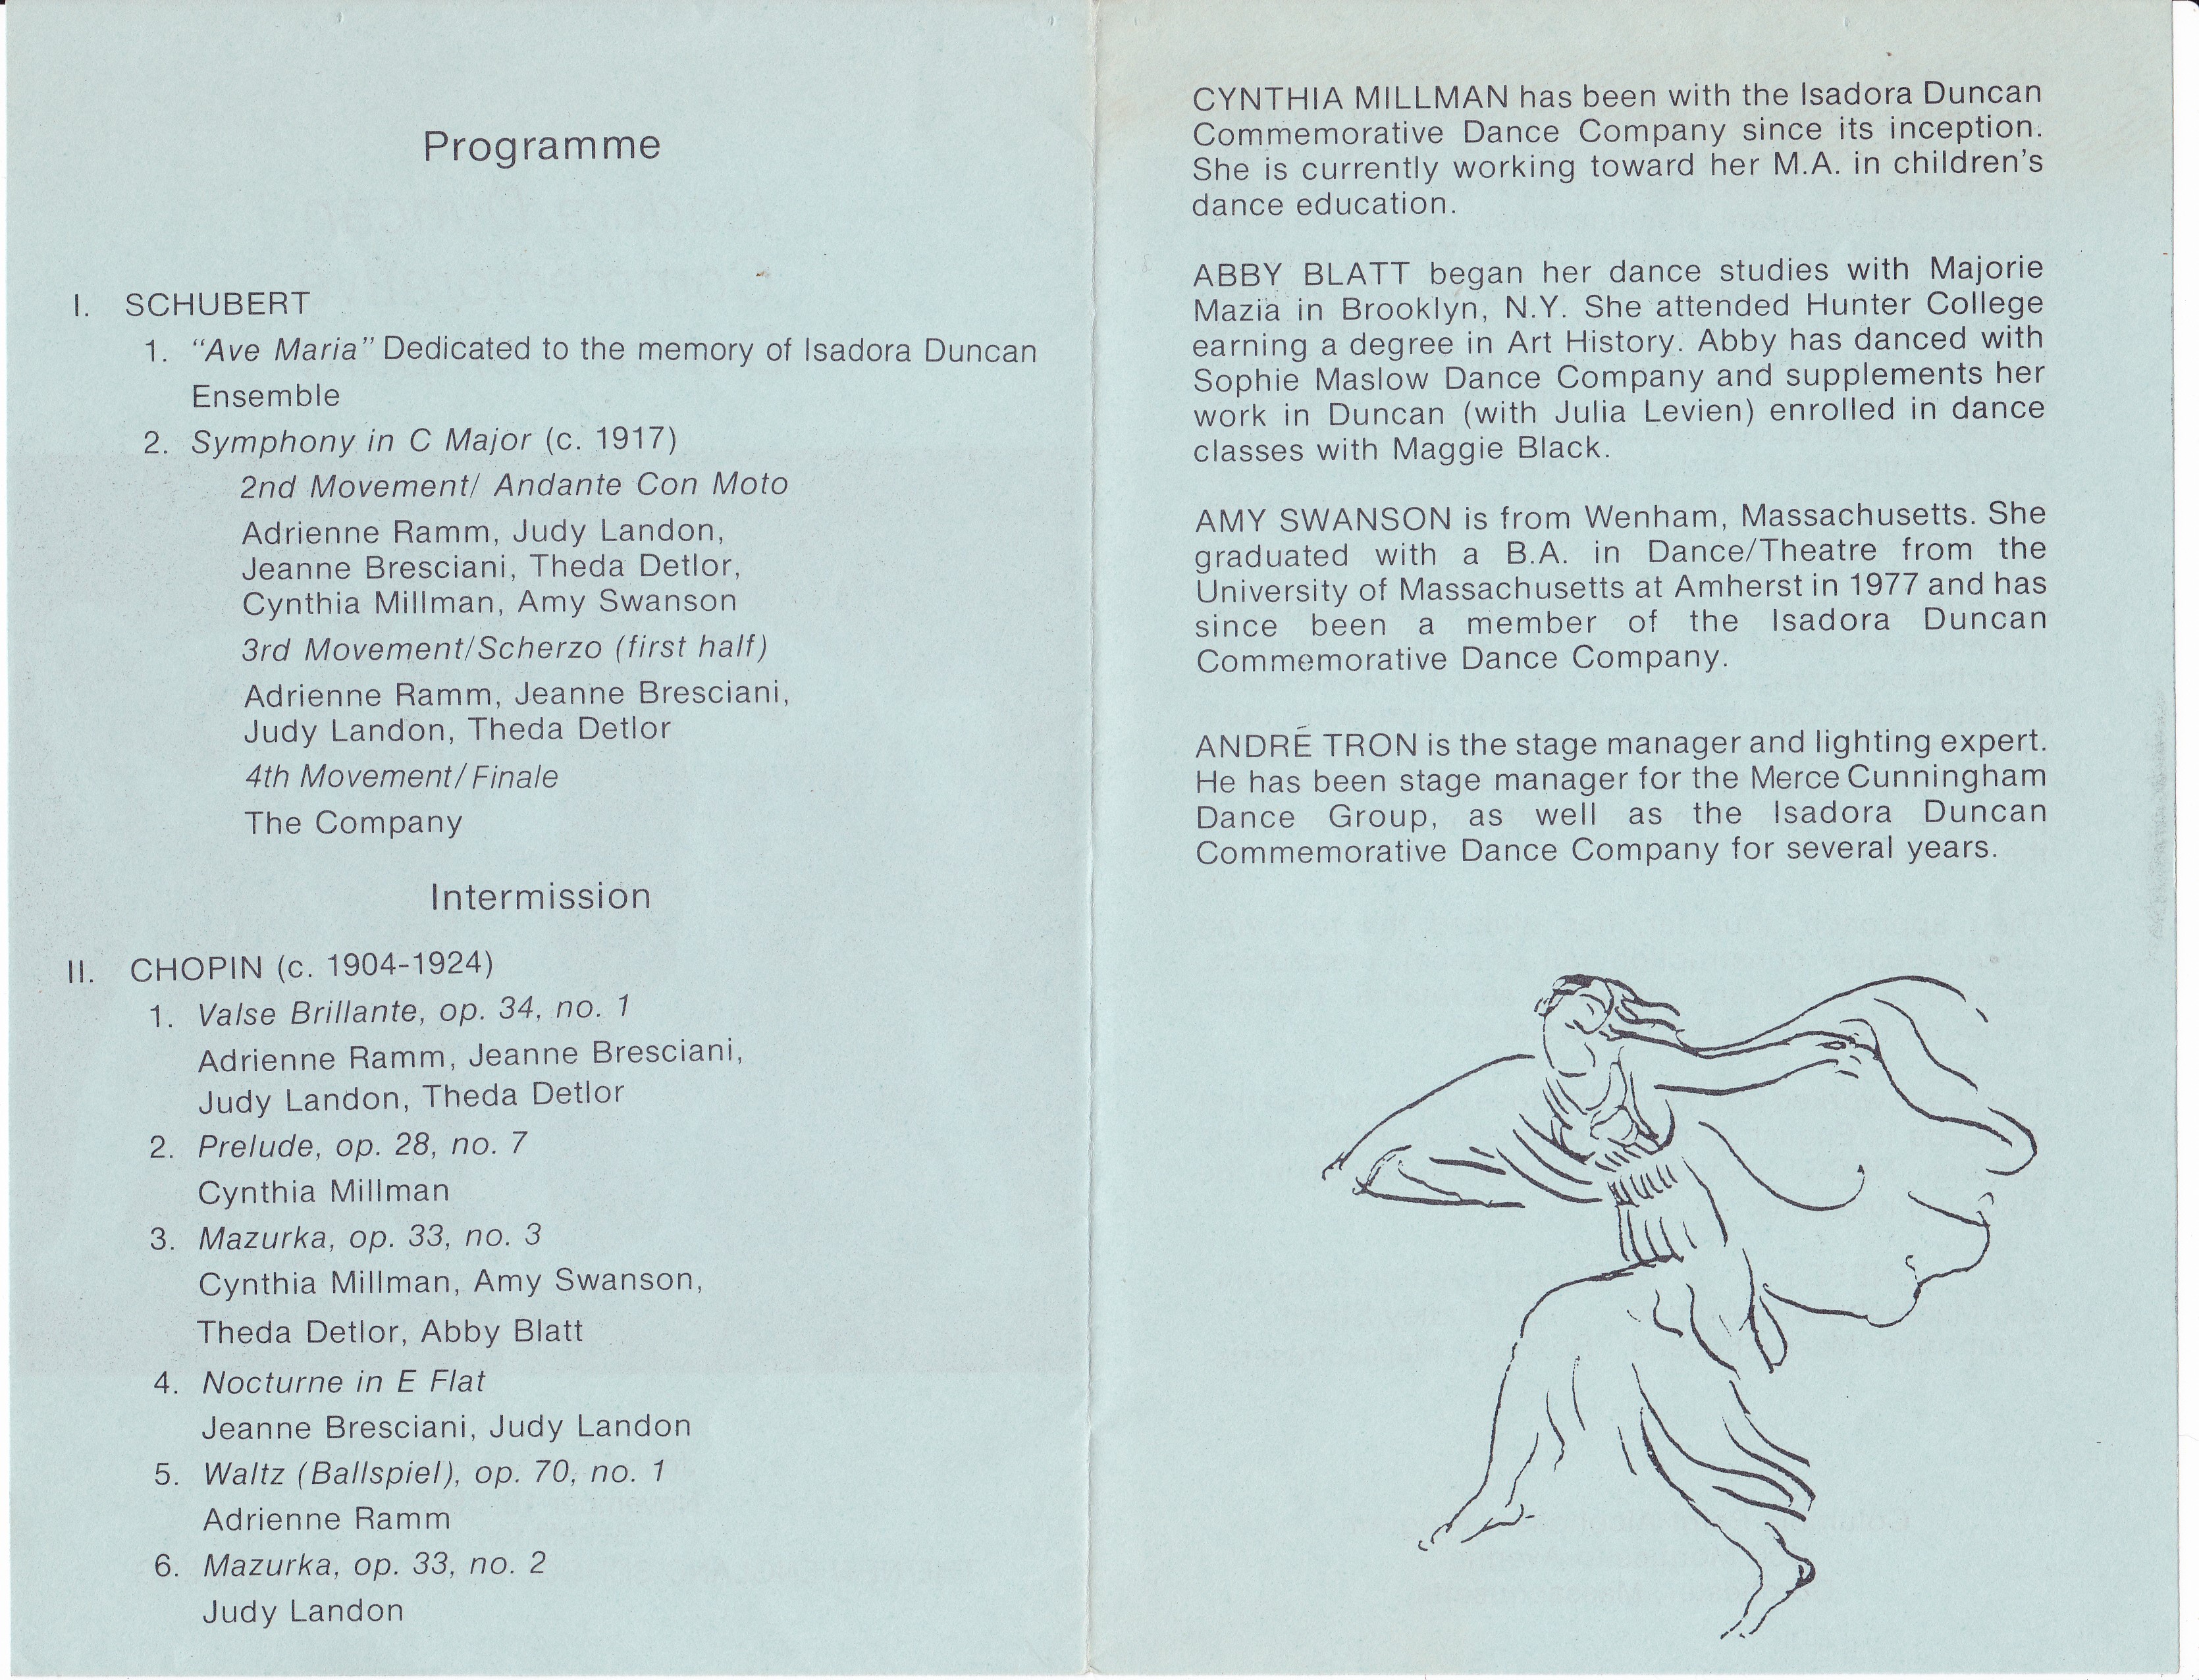 Programme
I. SCHUBERT
1. “Ave Maria” Dedicated to the memory of Isadora Duncan
Ensemble
2. Symphony in C Major (c. 1917)
2nd Movement/ Andante Con Moto
Adrienne Ramm, Judy Landon,
Jeanne Bresciani, Theda Detlor,
Cynthia Millman, Amy Swanson
3rd Movement/Scherzo (first half)
Adrienne Ramm, Jeanne Bresciani,
Judy Landon, Theda Detlor
4th Movement/Finale
The Company
Intermission
II. CHOPIN (c. 1904-1924)
1. Valse Brillante, op. 34, no. 1
Adrienne Ramm, Jeanne Bresciani,
Judy Landon, Theda Detlor
2. Prelude, op. 28, no. 7
Cynthia Millman
3. Mazurka, op. 33, no. 3
Cynthia Millman, Amy Swanson,
Theda Detlor, Abby Blatt
4. Nocturne in E Flat
Jeanne Bresciani, Judy Landon
5. Waltz (Ballspiel), op. 70, no. 1
Adrienne Ramm
6. Mazurka, op. 33, no. 2
Judy Landon
CYNTHIA MILLMAN has been with the Isadora Duncan
Commemorative Dance Company since its inception.
She is currently working toward her M.A. in children’s
dance education.
ABBY BLATT began her dance studies with Majorie
Mazia in Brooklyn, N.Y. She attended Hunter College
earning a degree in Art History. Abby has danced with
Sophie Maslow Dance Company and supplements her
work in Duncan (with Julia Levien) enrolled in dance
classes with Maggie Black.
AMY SWANSON is from Wenham, Massachusetts. She
graduated with a B.A. in Dance/Theatre from the
University of Massachusetts at Amherst in 1977 and has
since been a member of the Isadora Duncan
Commemorative Dance Company.
ANDRÉ TRON is the stage manager and lighting expert.
He has been stage manager for the Merce Cunningham
Dance Group, as well as the Isadora Duncan
Commemorative Dance Company for several years.